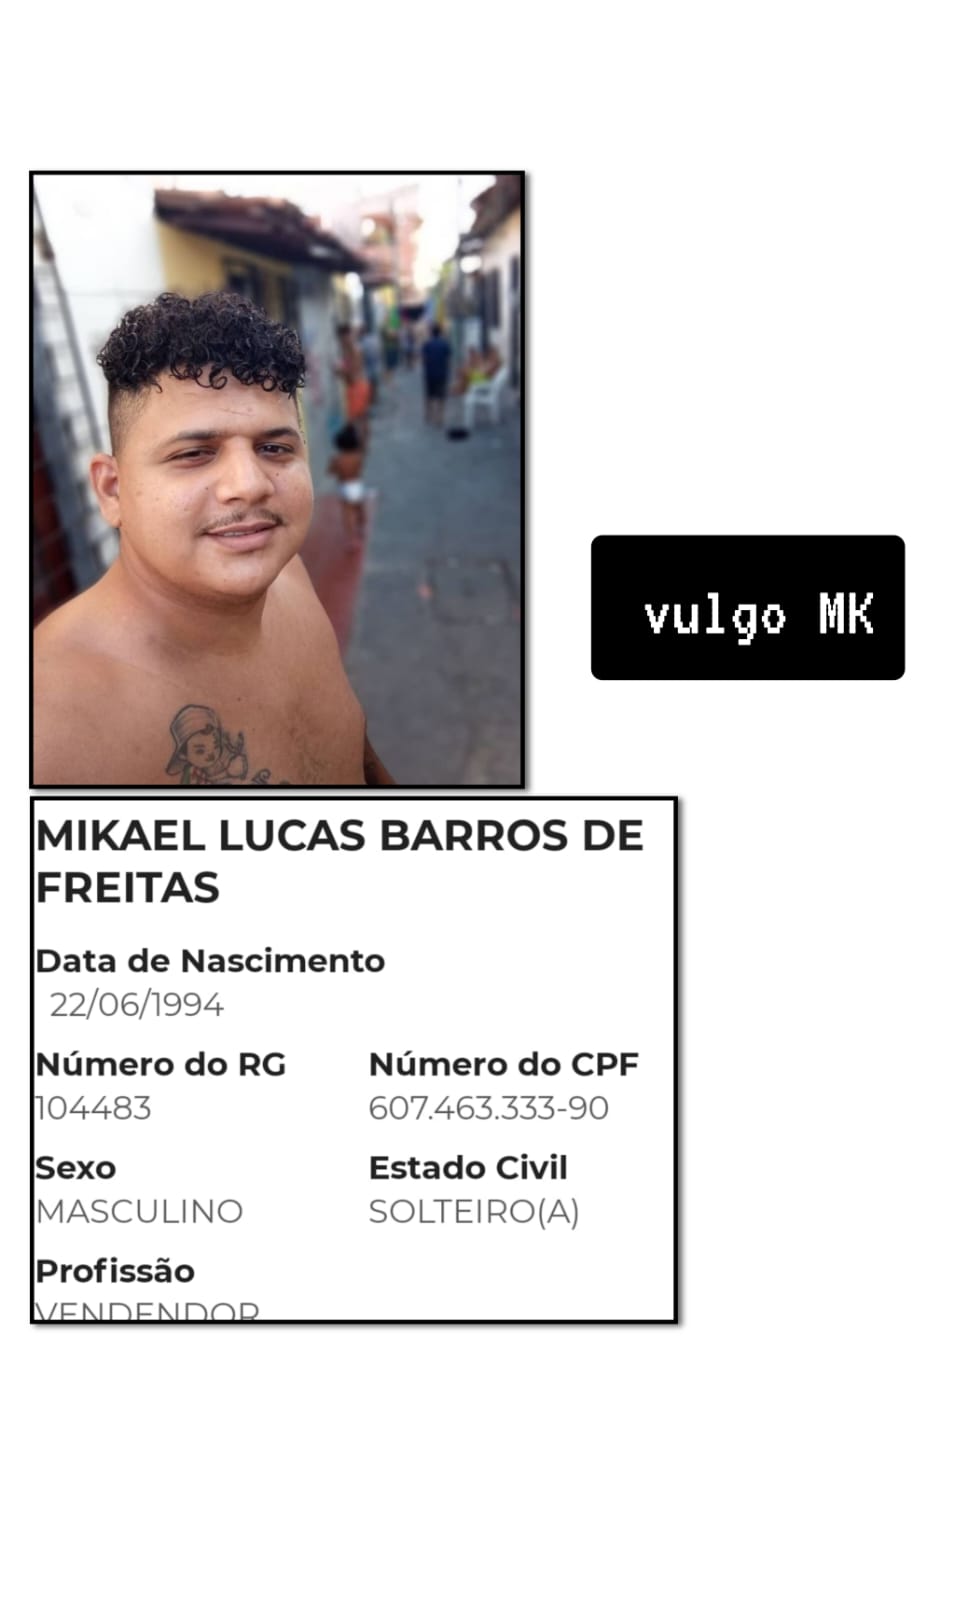 vulgo MK
MIKAEL LUCAS BARROS DE
FREITAS
Data de Nascimento
22/06/1994
Número do RG Número do CPF
104483 607.463.333-90
Sexo Estado Civil
MASCULINO SOLTEIRO(A)
Profissão
VENDENDOR